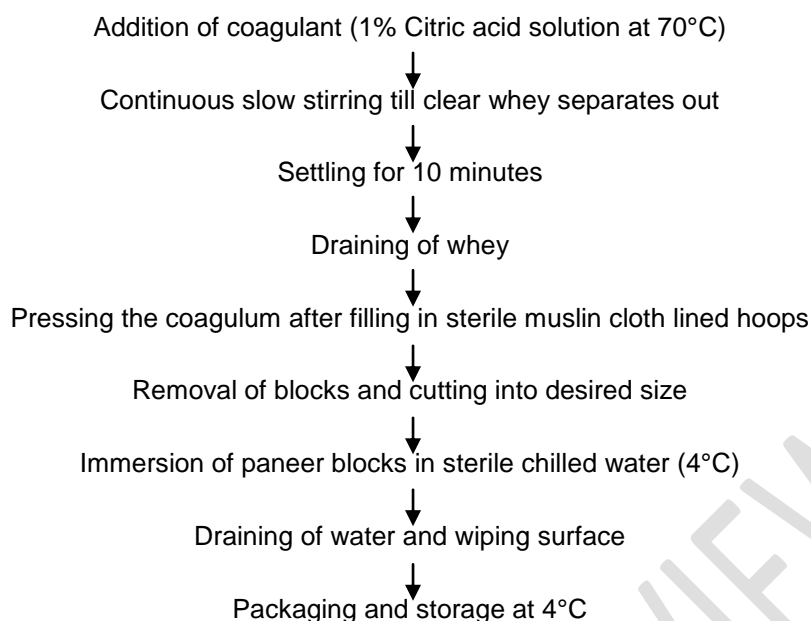 Addition of coagulant (1% Citric acid solution at 70°C)
Continuous slow stirring till clear whey separates out
Settling for 10 minutes
Draining of whey
Pressing the coagulum after filling in sterile muslin cloth lined hoops
Removal of blocks and cutting into desired size
Immersion of paneer blocks in sterile chilled water (4°C)
Draining of water and wiping surface
Packaging and storage at 4°C